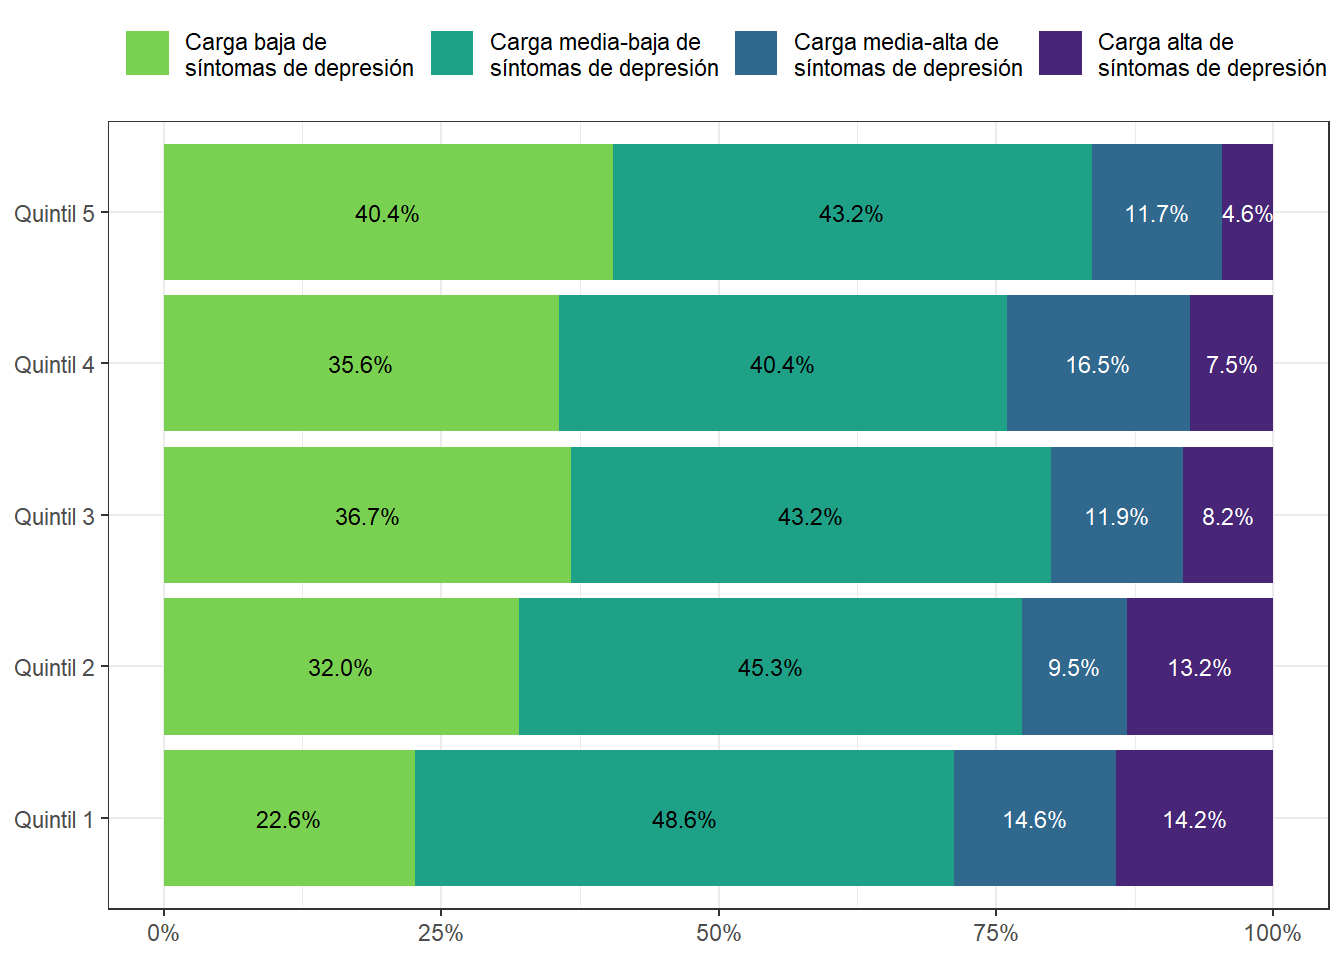 Carga baja de
síntomas de depresión
Carga media-baja de
síntomas de depresión
Carga media-alta de
síntomas de depresión
Carga alta de
síntomas de depresión
Quintil 5
40.4%
43.2%
11.7%
4.6%
Quintil 4
35.6%
40.4%
16.5%
7.5%
Quintil 3
36.7%
43.2%
11.9%
8.2%
Quintil 2
32.0%
45.3%
9.5%
13.2%
Quintil 1
22.6%
48.6%
14.6%
14.2%
0%
25%
50%
75%
100%